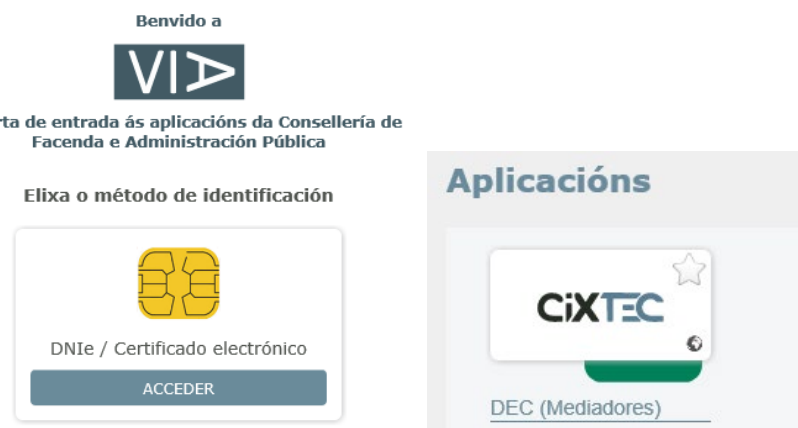 Benvido a
VIA
rta de entrada ás aplicacións da Consellería de
Facenda e Administración Pública
Elixa o método de identificación
DNIe / Certificado electrónico
ACCEDER
Aplicacións
CiXTEC
DEC (Mediadores)